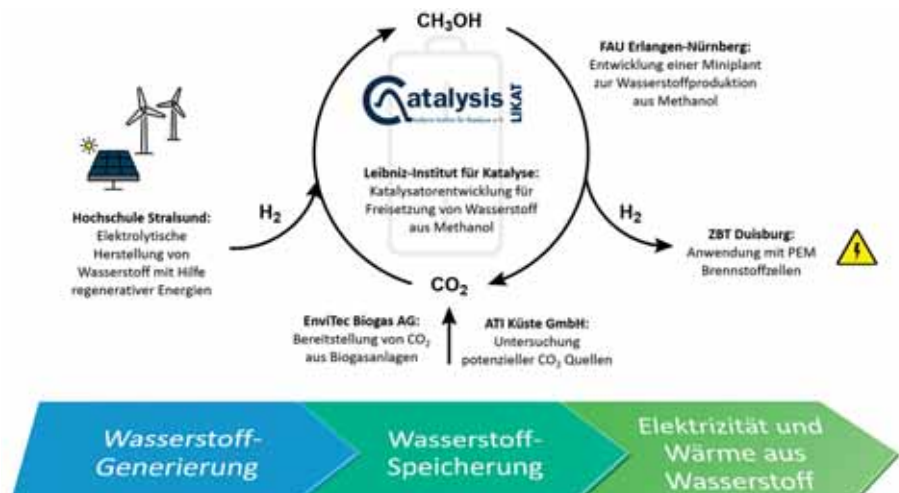 CH₃OH
FAU Erlangen-Nürnberg:
Entwicklung einer Miniplant
zur Wasserstoffproduktion
aus Methanol
Catalysis
LIKAT
Leibniz-Institut für Katalyse:
Katalysatorentwicklung für
Freisetzung von Wasserstoff
aus Methanol
Hochschule Stralsund:
Elektrolytische
Herstellung von
Wasserstoff mit Hilfe
regenerativer Energien
H₂
H₂
ZBT Duisburg:
Anwendung mit PEM
Brennstoffzellen
CO₂
EnviTec Biogas AG:
Bereitstellung von CO₂
aus Biogasanlagen
ATI Küste GmbH:
Untersuchung
potenzieller CO₂ Quellen
Wasserstoff-
Generierung
Wasserstoff-
Speicherung
Elektrizität und
Wärme aus
Wasserstoff